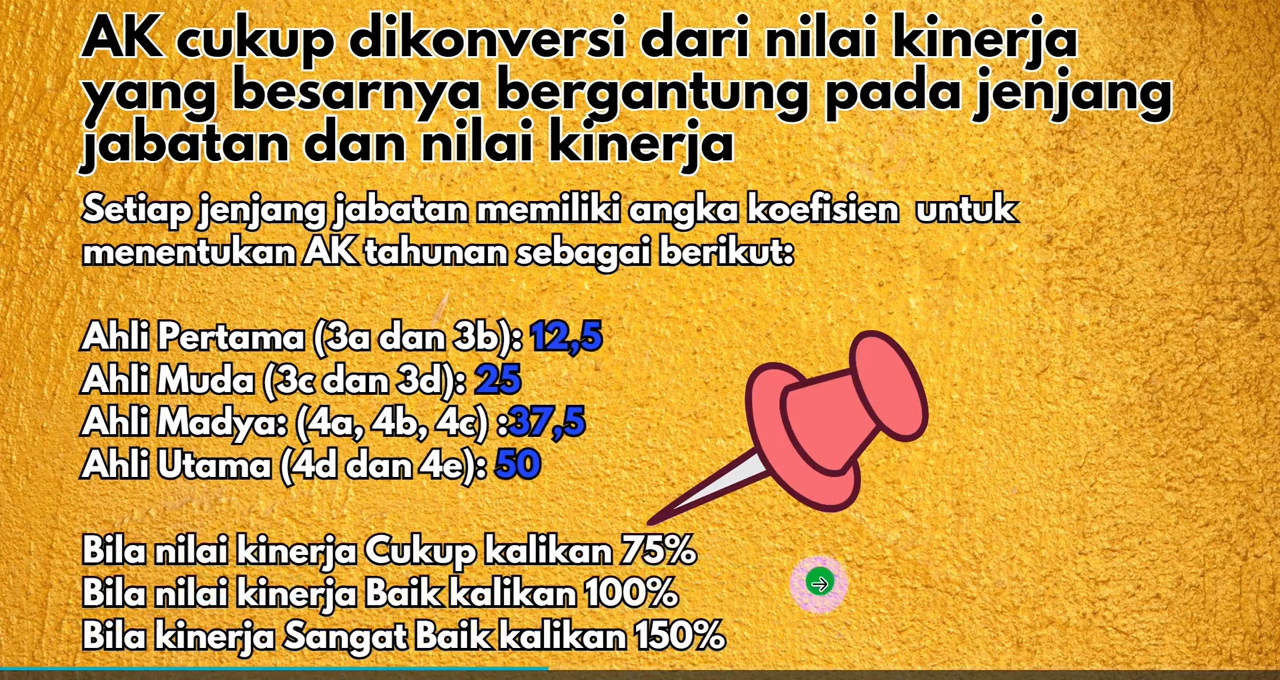 AK cukup dikonversi dari nilai kinerja
yang besarnya bergantung pada jenjang
jabatan dan nilai kinerja
Setiap jenjang jabatan memiliki angka koefisien untuk
menentukan AK tahunan sebagai berikut:
Ahli Pertama (3a dan 3b): 12,5
Ahli Muda (3c dan 3d): 25
Ahli Madya: (4a, 4b, 4c) :37,5
Ahli Utama (4d dan 4e): 50
Bila nilai kinerja Cukup kalikan 75%
Bila nilai kinerja Baik kalikan 100%
Bila kinerja Sangat Baik kalikan 150%